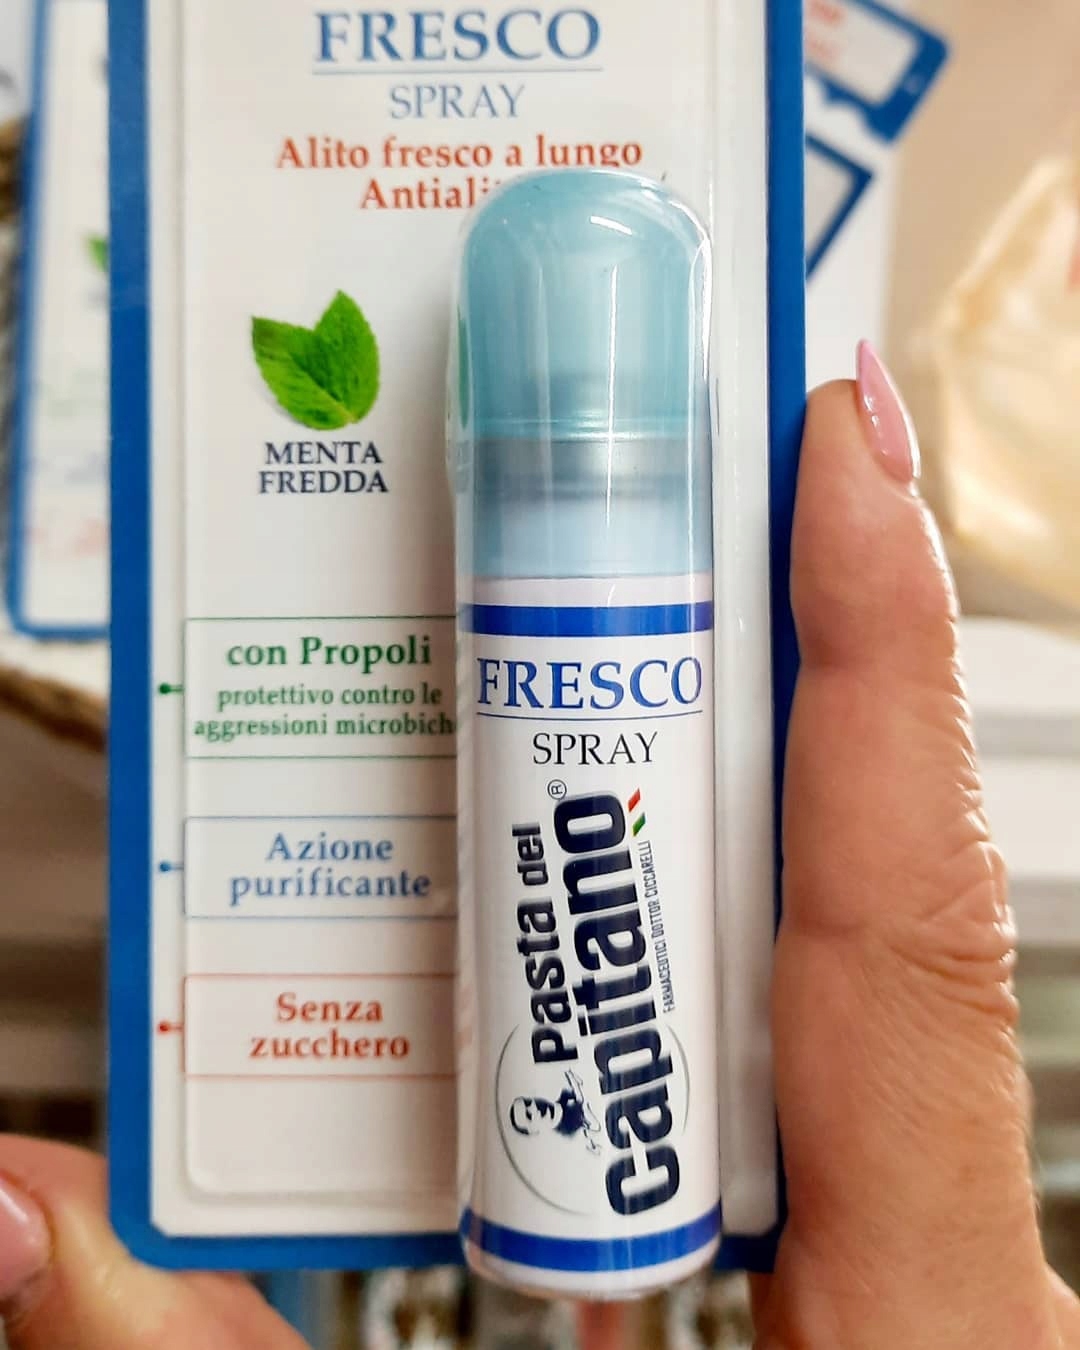 FRESCO
SPRAY
Alito fresco a lungo
MENTA
FREDDA
con Propoli
protettivo contro le
aggressioni
Azione
purificante
Senza
zucchero
FRESCO
SPRAY
Pasta del ®
capitano
FARMACEUTICI DOTTOR CICCARELLI